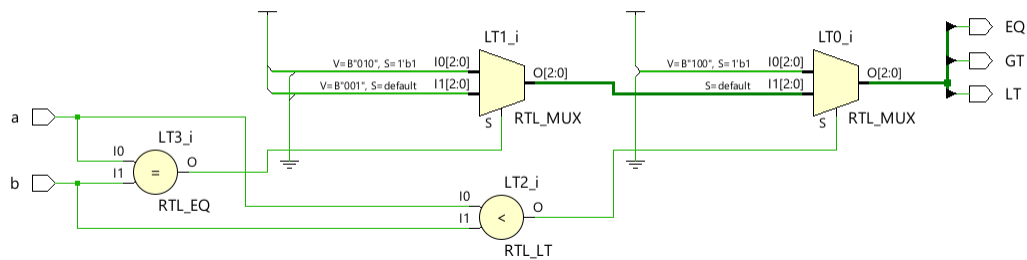 LT1_i
LT0_i
EQ
V=B"010", S=1'b1
I0[2:0]
V=B"100", S=1'b1
I0[2:0]
GT
O[2:0]
O[2:0]
V=B"001", S=default
I1[2:0]
S=default
I1[2:0]
LT
a
S
RTL_MUX
S
RTL_MUX
LT3_i
I0
O
=
b
I1
LT2_i
RTL_EQ
I0
O
<
I1
RTL_LT